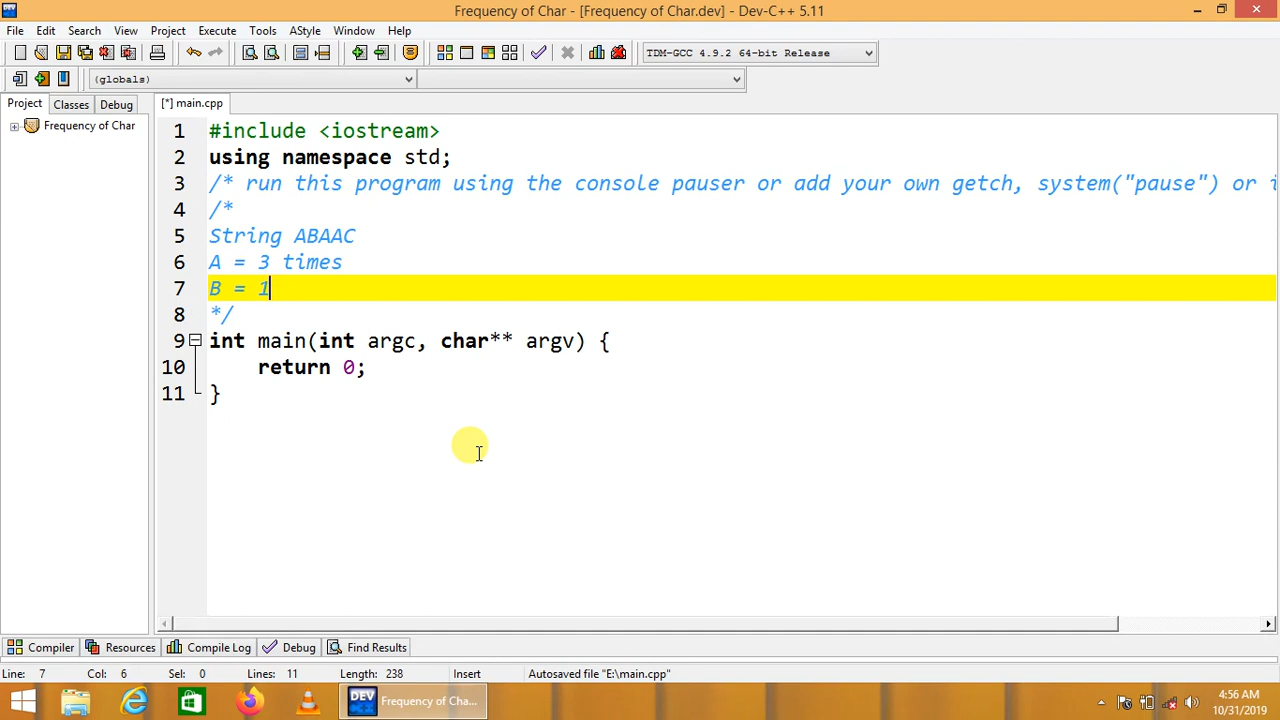 Frequency of Char - [Frequency of Char.dev] - Dev-C++ 5.11
File Edit Search View Project Execute Tools AStyle Window Help
TDM-GCC 4.9.2 64-bit Release
(globals)
Project Classes Debug [*] main.cpp
Frequency of Char
1 #include <iostream>
2 using namespace std;
3 /* run this program using the console pauser or add your own getch, system("pause") or i
4 /*
5 String ABAAC
6 A = 3 times
7 B = 1
8 */
9 int main(int argc, char** argv) {
10 return 0;
11 }
Compiler Resources Compile Log Debug Find Results
Line: 7 Col: 6 Sel: 0 Lines: 11 Length: 238 Insert Autosaved file "E:\main.cpp"
DEV Frequency of Cha... 4:56 AM
10/31/2019